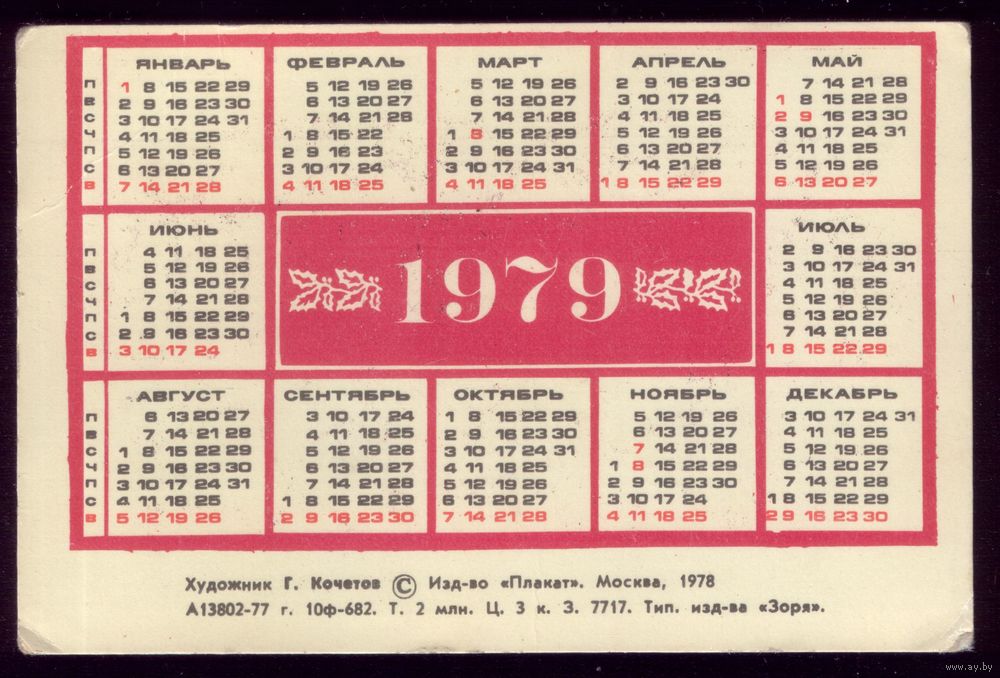 ЯНВАРЬ ФЕВРАЛЬ МАРТ АПРЕЛЬ МАЙ
П 1 8 15 22 29 5 12 19 26 5 12 19 26 2 9 16 23 30 7 14 21 28
В 2 9 16 23 30 6 13 20 27 6 13 20 27 3 10 17 24 1 8 15 22 29
С 3 10 17 24 31 7 14 21 28 7 14 21 28 4 11 18 25 2 9 16 23 30
Ч 4 11 18 25 1 8 15 22 1 8 15 22 29 5 12 19 26 3 10 17 24 31
П 5 12 19 26 2 9 16 23 2 9 16 23 30 6 13 20 27 4 11 18 25
С 6 13 20 27 3 10 17 24 3 10 17 24 31 7 14 21 28 5 12 19 26
В 7 14 21 28 4 11 18 25 4 11 18 25 1 8 15 22 29 6 13 20 27
ИЮНЬ ИЮЛЬ
П 4 11 18 25 2 9 16 23 30
В 5 12 19 26 3 10 17 24 31
С 6 13 20 27 4 11 18 25
Ч 7 14 21 28 5 12 19 26
П 1 8 15 22 29 6 13 20 27
С 2 9 16 23 30 7 14 21 28
В 3 10 17 24 1 8 15 22 29
1979
АВГУСТ СЕНТЯБРЬ ОКТЯБРЬ НОЯБРЬ ДЕКАБРЬ
П 6 13 20 27 3 10 17 24 1 8 15 22 29 5 12 19 26 3 10 17 24 31
В 7 14 21 28 4 11 18 25 2 9 16 23 30 6 13 20 27 4 11 18 25
С 1 8 15 22 29 5 12 19 26 3 10 17 24 31 7 14 21 28 5 12 19 26
Ч 2 9 16 23 30 6 13 20 27 4 11 18 25 1 8 15 22 29 6 13 20 27
П 3 10 17 24 31 7 14 21 28 5 12 19 26 2 9 16 23 30 7 14 21 28
С 4 11 18 25 1 8 15 22 29 6 13 20 27 3 10 17 24 1 8 15 22 29
В 5 12 19 26 2 9 16 23 30 7 14 21 28 4 11 18 25 2 9 16 23 30
Художник Г. Кочетов © Изд-во «Плакат». Москва, 1978
А13802-77 г. 10ф-682. Т. 2 млн. Ц. 3 к. З. 7717. Тип. изд-ва «Зоря».
www.ay.by